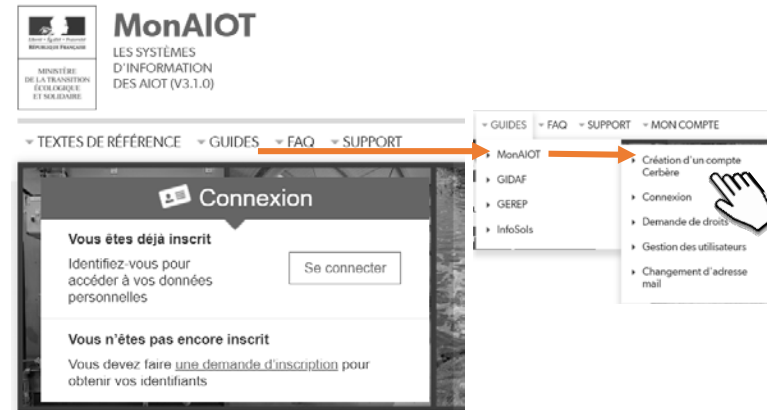 MonAIOT
LES SYSTÈMES
D'INFORMATION
DES AIOT (V3.1.0)
Liberté • Égalité • Fraternité
RÉPUBLIQUE FRANÇAISE
MINISTÈRE
DE LA TRANSITION
ÉCOLOGIQUE
ET SOLIDAIRE
TEXTES DE RÉFÉRENCE GUIDES FAQ SUPPORT
Connexion
Vous êtes déjà inscrit
Identifiez-vous pour
accéder à vos données
personnelles
Se connecter
Vous n'êtes pas encore inscrit
Vous devez faire une demande d'inscription pour
obtenir vos identifiants
GUIDES FAQ SUPPORT MON COMPTE
MonAIOT
GIDAF
GEREP
InfoSols
Création d'un compte
Cerbère
Connexion
Demande de droits
Gestion des utilisateurs
Changement d'adresse
mail